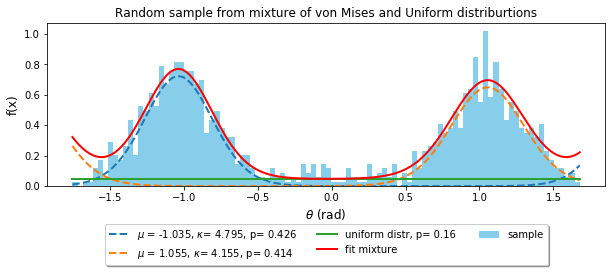 Random sample from mixture of von Mises and Uniform distriburtions
f(x)
1.0
0.8
0.6
0.4
0.2
0.0
−1.5 −1.0 −0.5 0.0 0.5 1.0 1.5
θ (rad)
μ = -1.035, κ= 4.795, p= 0.426
μ = 1.055, κ= 4.155, p= 0.414
uniform distr, p= 0.16
fit mixture
sample